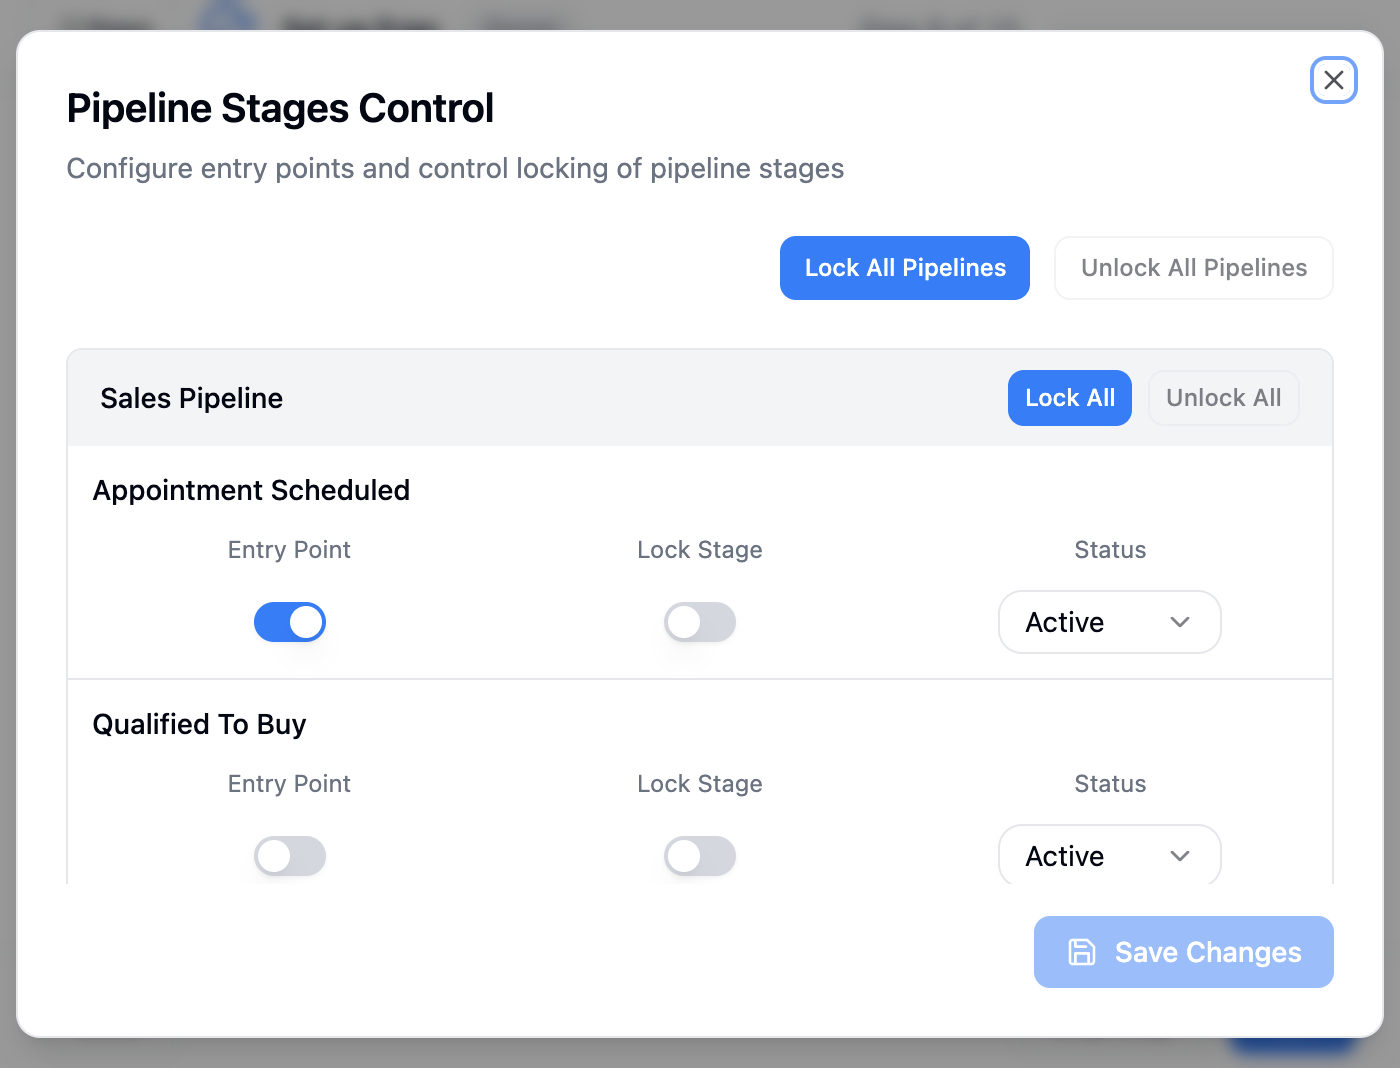 Pipeline Stages Control
Configure entry points and control locking of pipeline stages
Lock All Pipelines
Unlock All Pipelines
Sales Pipeline
Lock All
Unlock All
Appointment Scheduled
Entry Point
Lock Stage
Status
Active
Qualified To Buy
Entry Point
Lock Stage
Status
Active
Save Changes